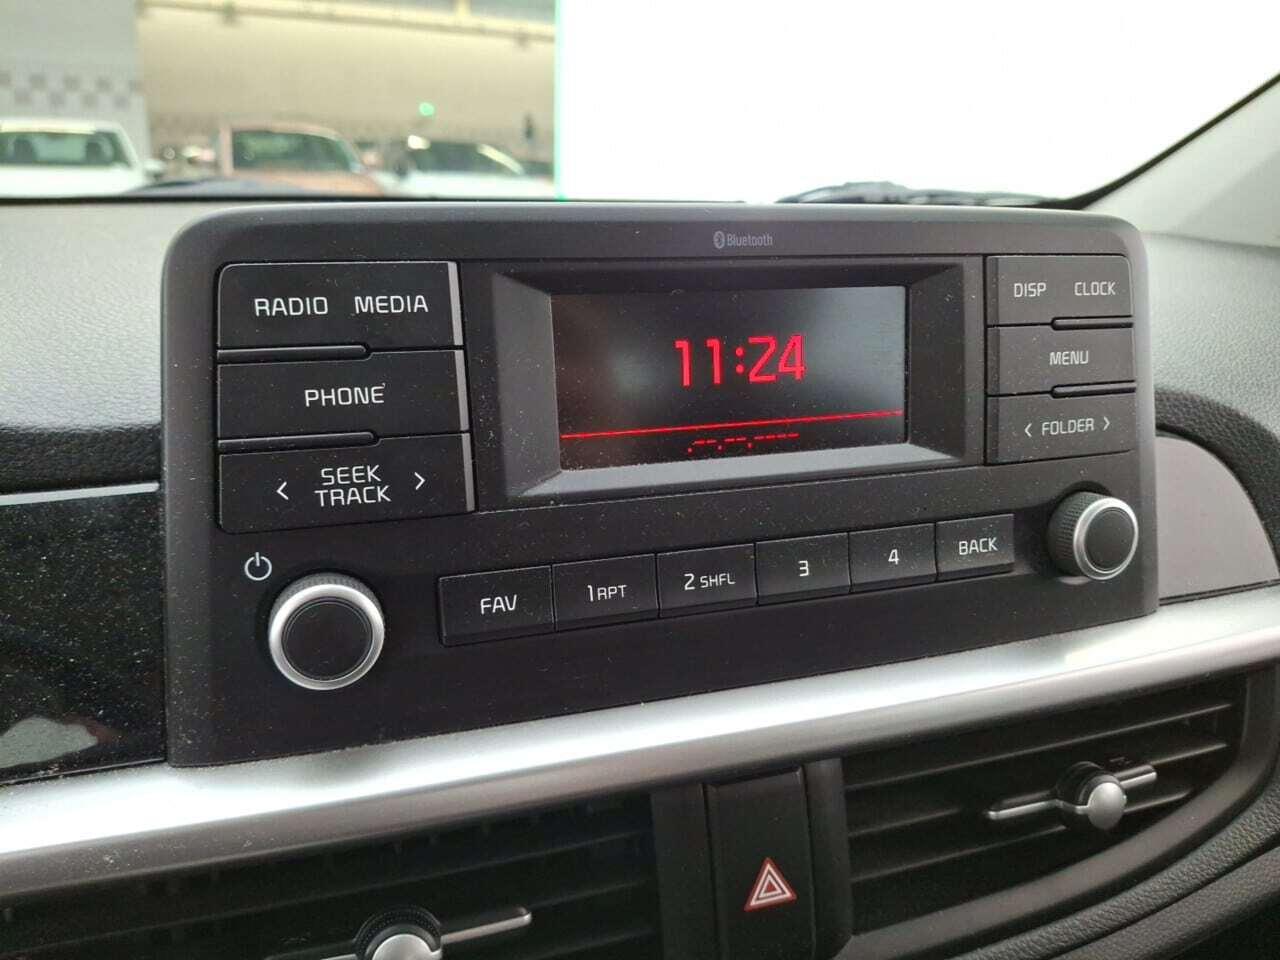 Bluetooth
RADIO MEDIA
PHONE
< SEEK TRACK >
11:24
--.--.----
DISP CLOCK
MENU
< FOLDER >
FAV
1 RPT
2 SHFL
3
4
BACK